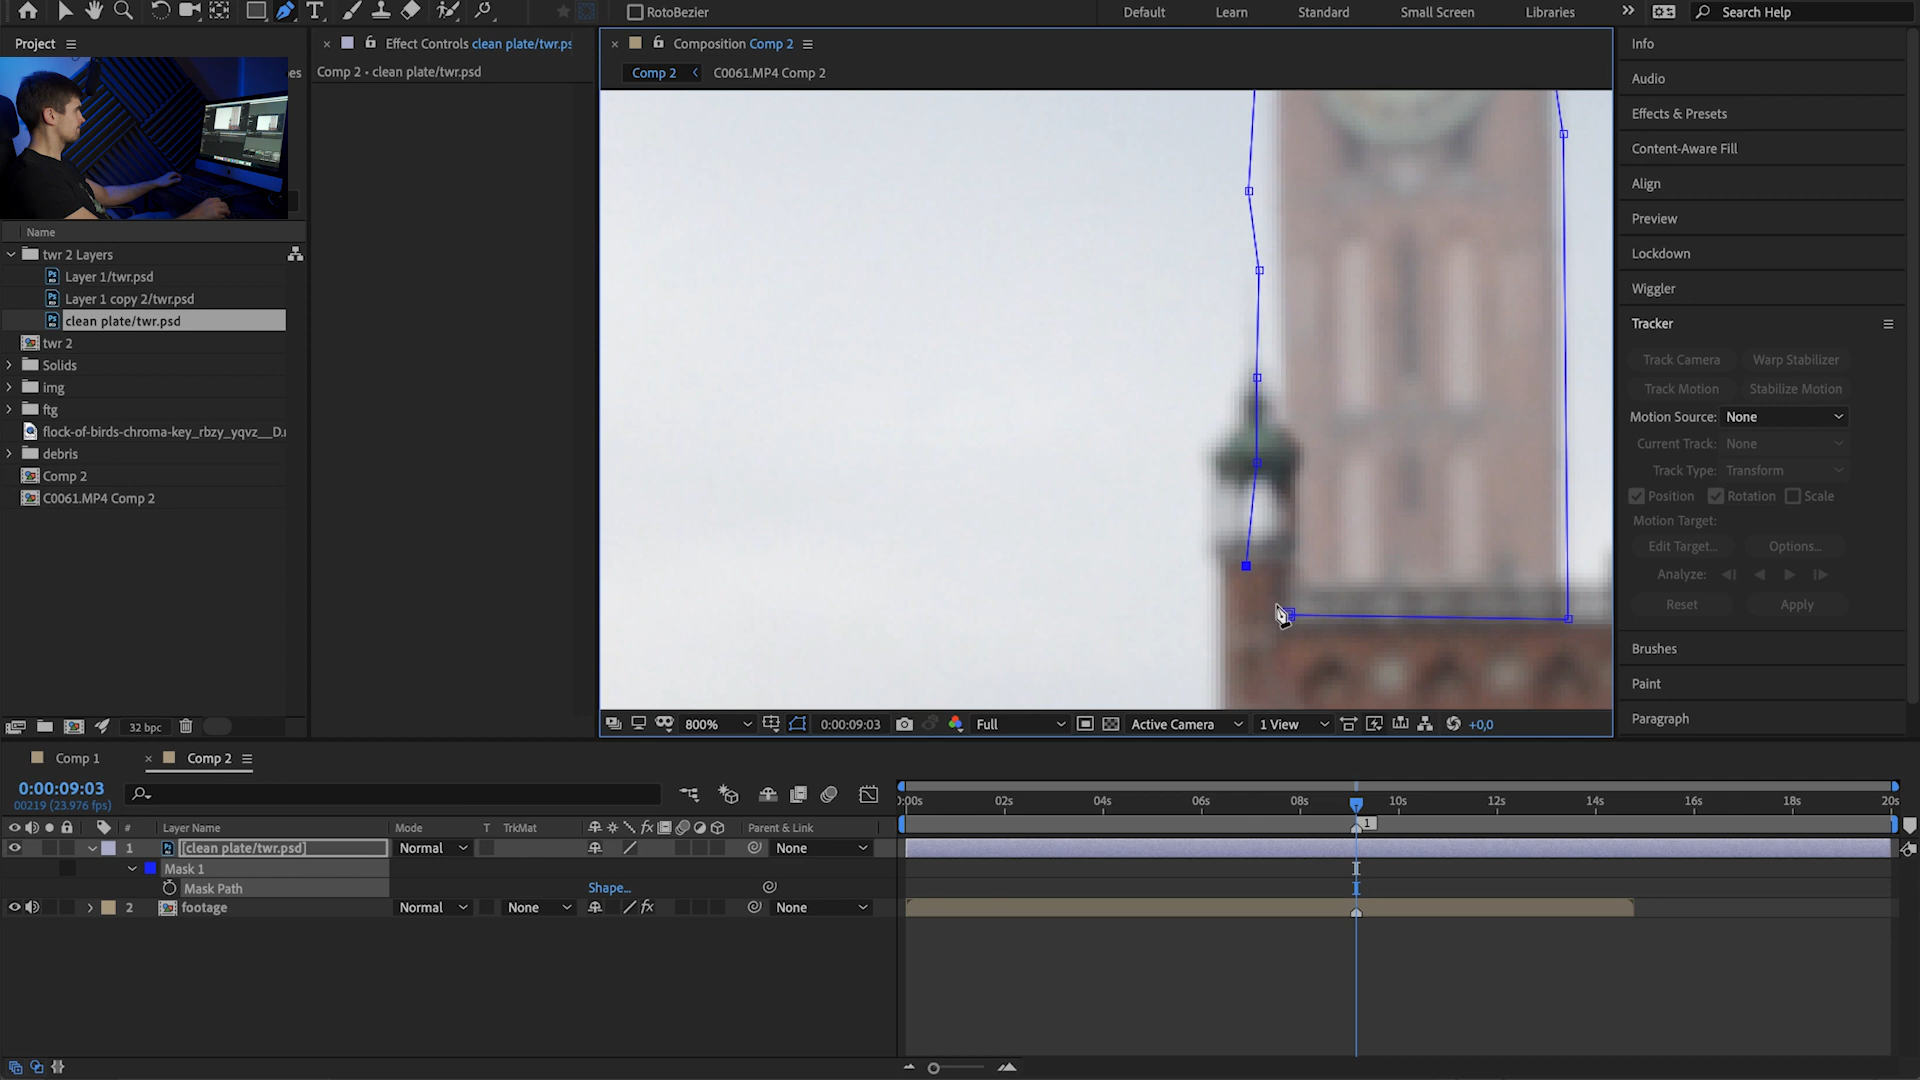 RotoBezier
Default
Learn
Standard
Small Screen
Libraries
Search Help
Project
es
Effect Controls clean plate/twr.ps
Comp 2 • clean plate/twr.psd
Composition Comp 2
Comp 2
C0061.MP4 Comp 2
Name
twr 2 Layers
Layer 1/twr.psd
Layer 1 copy 2/twr.psd
clean plate/twr.psd
twr 2
Solids
img
ftg
flock-of-birds-chroma-key_rbzy_yqvz__D.r
debris
Comp 2
C0061.MP4 Comp 2
32 bpc
Info
Audio
Effects & Presets
Content-Aware Fill
Align
Preview
Lockdown
Wiggler
Tracker
Track Camera
Warp Stabilizer
Track Motion
Stabilize Motion
Motion Source: None
Current Track: None
Track Type: Transform
Position
Rotation
Scale
Motion Target:
Edit Target...
Options...
Analyze:
Reset
Apply
Brushes
Paint
Paragraph
800%
0:00:09:03
Full
Active Camera
1 View
+0,0
Comp 1
Comp 2
0:00:09:03
00219 (23.976 fps)
# Layer Name Mode T TrkMat Parent & Link
1 [clean plate/twr.psd] Normal None
Mask 1
Mask Path Shape...
2 footage Normal None None
):00s 02s 04s 06s 08s 10s 12s 14s 16s 18s 20s
1